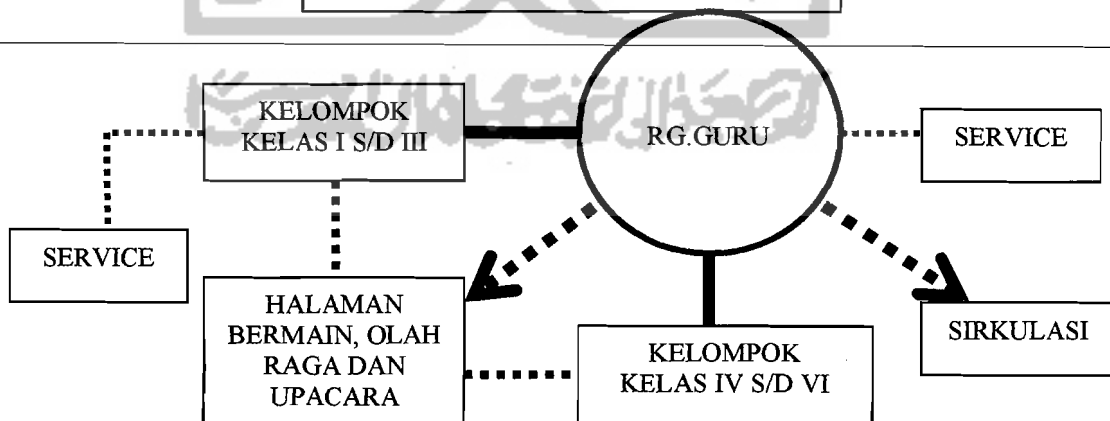 KELOMPOK
KELAS I S/D III
RG.GURU
SERVICE
SERVICE
HALAMAN
BERMAIN, OLAH
RAGA DAN
UPACARA
KELOMPOK
KELAS IV S/D VI
SIRKULASI